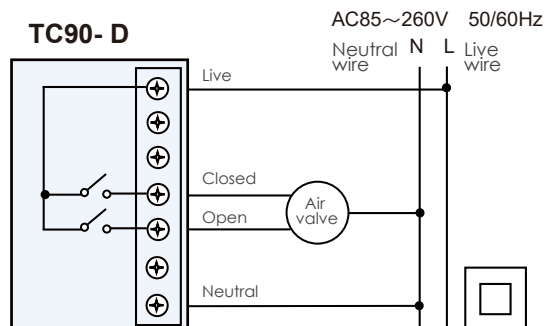 AC85～260V 50/60Hz
TC90- D
Neutral wire
N L
Live wire
Live
Closed
Air valve
Open
Neutral